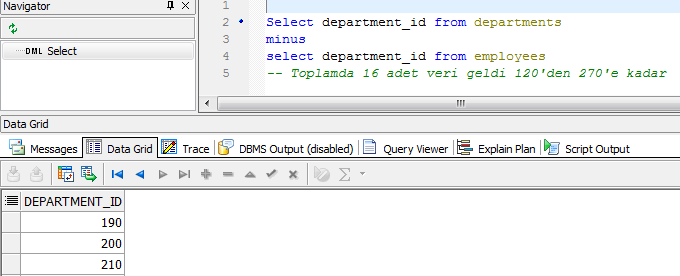 Navigator
DML Select
1
2 Select department_id from departments
3 minus
4 select department_id from employees
5 -- Toplamda 16 adet veri geldi 120'den 270'e kadar
Data Grid
Messages Data Grid Trace DBMS Output (disabled) Query Viewer Explain Plan Script Output
DEPARTMENT_ID
190
200
210